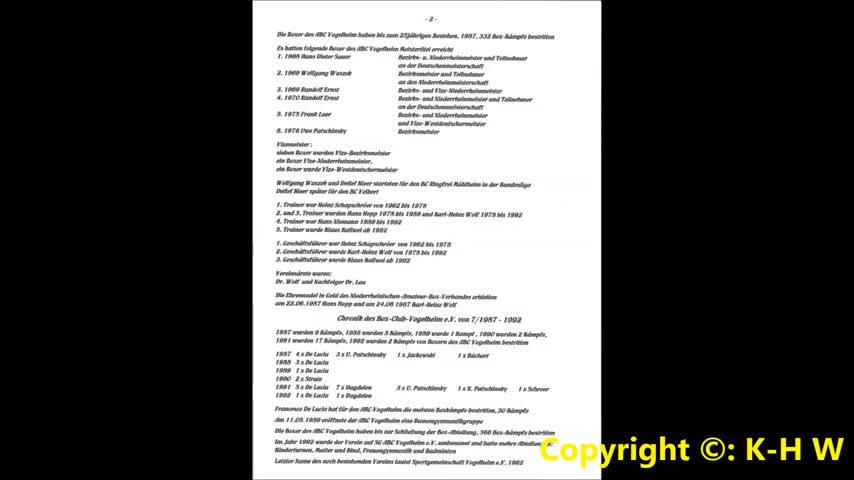 - 2 -
Die Boxer des ABC Vogelheim haben bis zum 25jährigen Bestehen, 1987, 332 Box-Kämpfe bestritten
Es hatten folgende Boxer des ABC Vogelheim Meistertitel erreicht
1. 1968 Hans Dieter Sauer Bezirks- u. Niederrheinmeister und Teilnehmer
an der Deutschenmeisterschaft
2. 1969 Wolfgang Waszek Bezirksmeister und Teilnehmer
an den Niederrheinmeisterschaft
3. 1969 Randolf Ernst Bezirks- und Vize-Niederrheinmeister
4. 1970 Randolf Ernst Bezirks- und Niederrheinmeister und Teilnehmer
an der Deutschenmeisterschaft
5. 1975 Frank Luer Bezirks- und Niederrheinmeister
und Vize-Westdeutschermeister
6. 1976 Uwe Patschinsky Bezirksmeister
Vizemeister :
sieben Boxer wurden Vize-Bezirksmeister
ein Boxer Vize-Niederrheinmeister,
ein Boxer wurde Vize-Westdeutschermeister
Wolfgang Waszek und Detlef Kloer starteten für den BC Ringfrei Mühlheim in der Bundesliga
Detlef Kloer später für den BC Velbert
1. Trainer war Heinz Schapschröer von 1962 bis 1978
2. und 3. Trainer wurden Hans Hopp 1978 bis 1989 und Karl-Heinz Wolf 1978 bis 1992
4. Trainer war Hans Niemann 1989 bis 1992
5. Trainer wurde Klaus Kallwei ab 1992
1. Geschäftsführer war Heinz Schapschröer von 1962 bis 1978
2. Geschäftsführer wurde Karl-Heinz Wolf von 1978 bis 1992
3. Geschäftsführer wurde Klaus Kallwei ab 1992
Vereinsärzte waren:
Dr. Wolf und Nachfolger Dr. Lau
Die Ehrennadel in Gold des Niederrheinischen-Amateur-Box-Verbandes erhielten
am 22.06.1987 Hans Hopp und am 24.06 1987 Karl-Heinz Wolf
Chronik des Box-Club-Vogelheim e.V. von 7/1987 - 1992
1987 wurden 9 Kämpfe, 1988 wurden 3 Kämpfe, 1989 wurde 1 Kampf , 1990 wurden 2 Kämpfe,
1991 wurden 17 Kämpfe, 1992 wurden 2 Kämpfe von Boxern des ABC Vogelheim bestritten
1987 4 x De Lucia 3 x U. Patschinsky 1 x Jackowski 1 x Bücheri
1988 3 x De Lucia
1989 1 x De Lucia
1990 2 x Strate
1991 5 x De Lucia 7 x Dagdelen 3 x U. Patschinsky 1 x N. Patschinsky 1 x Schroer
1992 1 x De Lucia 1 x Dagdelen
Francesco De Lucia hat für den ABC Vogelheim die meisten Boxkämpfe bestritten, 30 Kämpfe
Am 11.08.1989 eröffnete der ABC Vogelheim eine Damengymnastikgruppe
Die Boxer des ABC Vogelheim haben bis zur Schließung der Box-Abteilung, 366 Box-Kämpfe bestritten
im Jahr 1992 wurde der Verein auf SG ABC Vogelheim e.V. umbenannt und hatte mehre
Kinderturnen, Mutter und Kind, Frauengymnastik und Badminton
Letzter Name des noch bestehenden Vereins lautet Sportgemeinschaft Vogelheim e.V. 1962
Copyright ©: K-H W